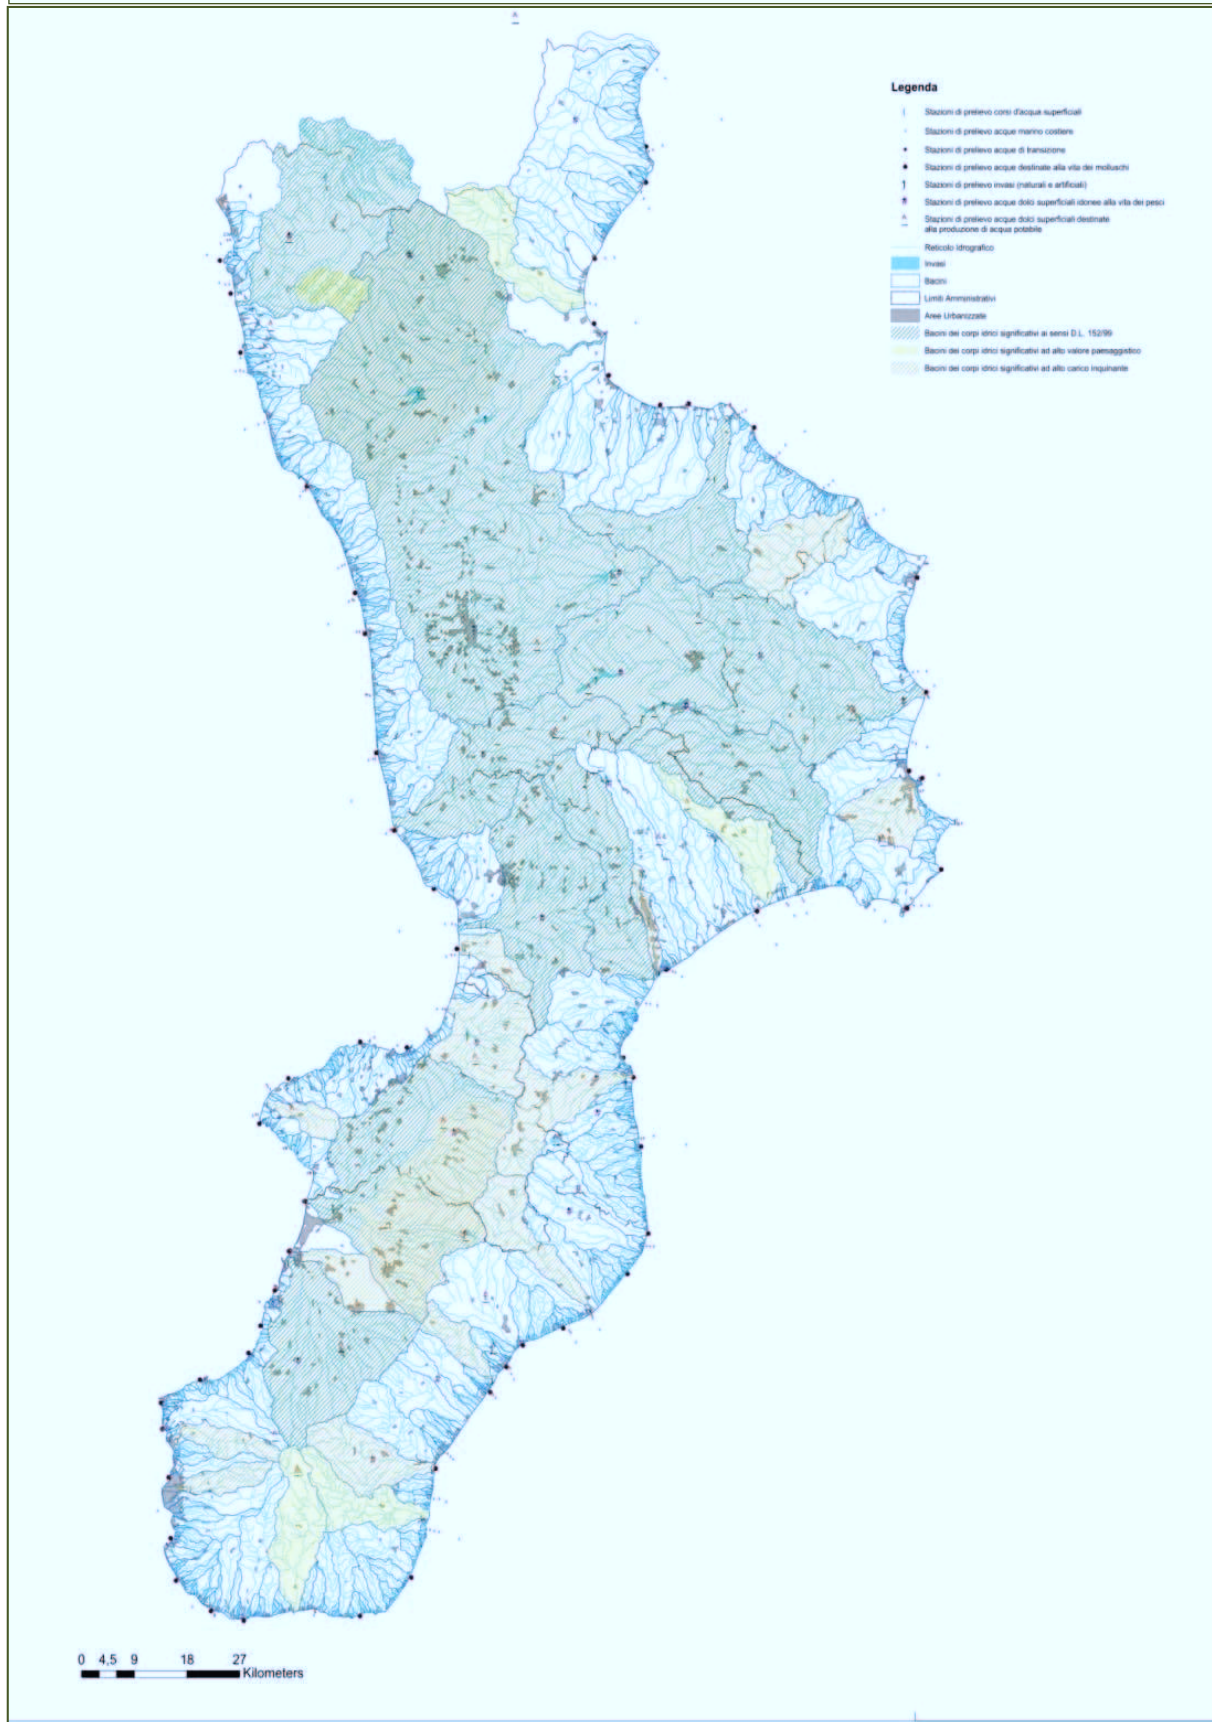 Legenda
Stazioni di prelievo corsi d'acqua superficiali
Stazioni di prelievo acque marino costiere
Stazioni di prelievo acque di transizione
Stazioni di prelievo acque destinate alla vita dei molluschi
Stazioni di prelievo invasi (naturali e artificiali)
Stazioni di prelievo acque dolci superficiali idonee alla vita dei pesci
Stazioni di prelievo acque dolci superficiali destinate
alla produzione di acqua potabile
Reticolo Idrografico
Invasi
Bacini
Limiti Amministrativi
Aree Urbanizzate
Bacini dei corpi idrici significativi ai sensi D.L. 152/99
Bacini dei corpi idrici significativi ad alto valore paesaggistico
Bacini dei corpi idrici significativi ad alto carico inquinante
0 4,5 9 18 27
Kilometers